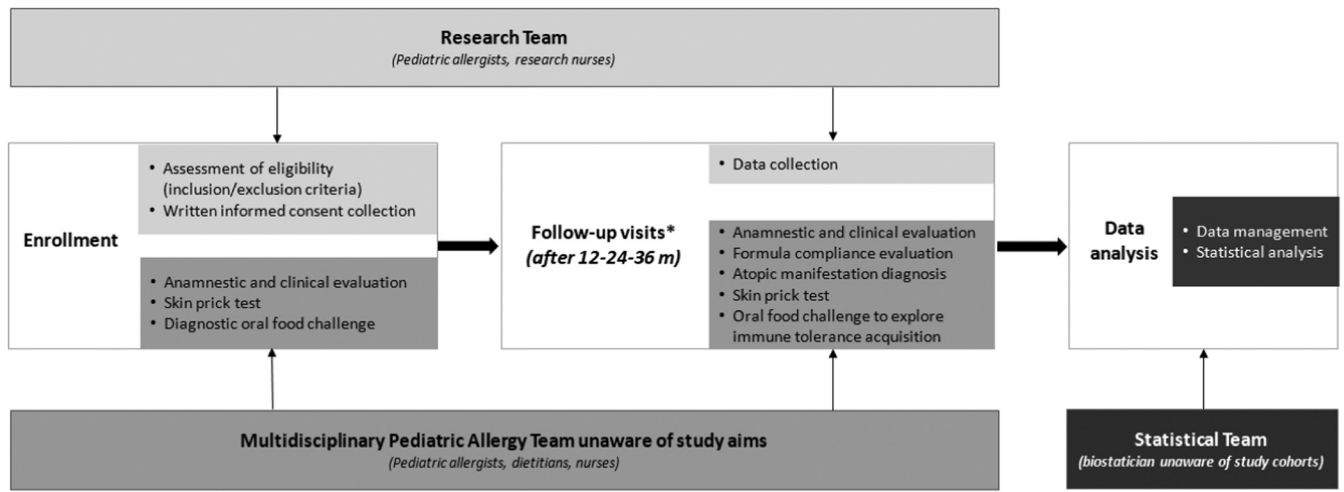 Research Team
(Pediatric allergists, research nurses)
Enrollment
• Assessment of eligibility
(inclusion/exclusion criteria)
• Written informed consent collection
• Anamnestic and clinical evaluation
• Skin prick test
• Diagnostic oral food challenge
Follow-up visits*
(after 12-24-36 m)
• Data collection
• Anamnestic and clinical evaluation
• Formula compliance evaluation
• Atopic manifestation diagnosis
• Skin prick test
• Oral food challenge to explore
immune tolerance acquisition
Data
analysis
• Data management
• Statistical analysis
Multidisciplinary Pediatric Allergy Team unaware of study aims
(Pediatric allergists, dietitians, nurses)
Statistical Team
(biostatician unaware of study cohorts)